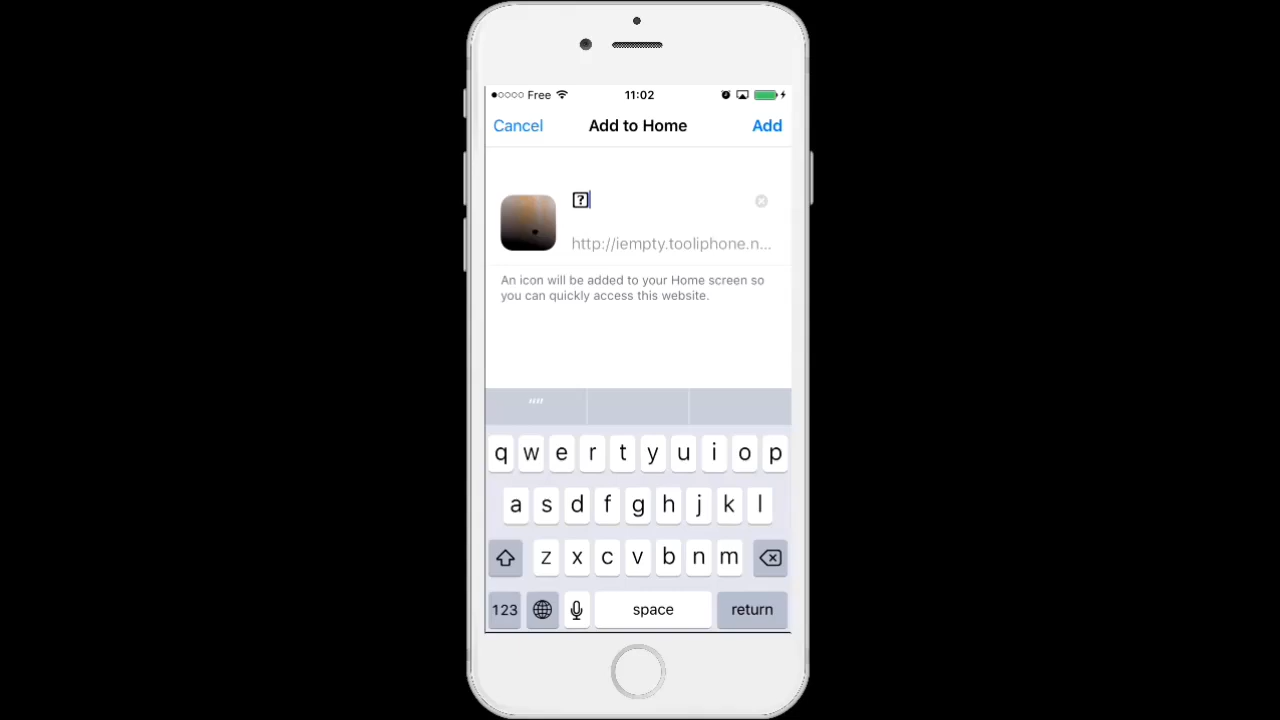 Free 11:02
Cancel Add to Home Add
?
http://iempty.tooliphone.n...
An icon will be added to your Home screen so
you can quickly access this website.
“”
q w e r t y u i o p
a s d f g h j k l
z x c v b n m
123 space return